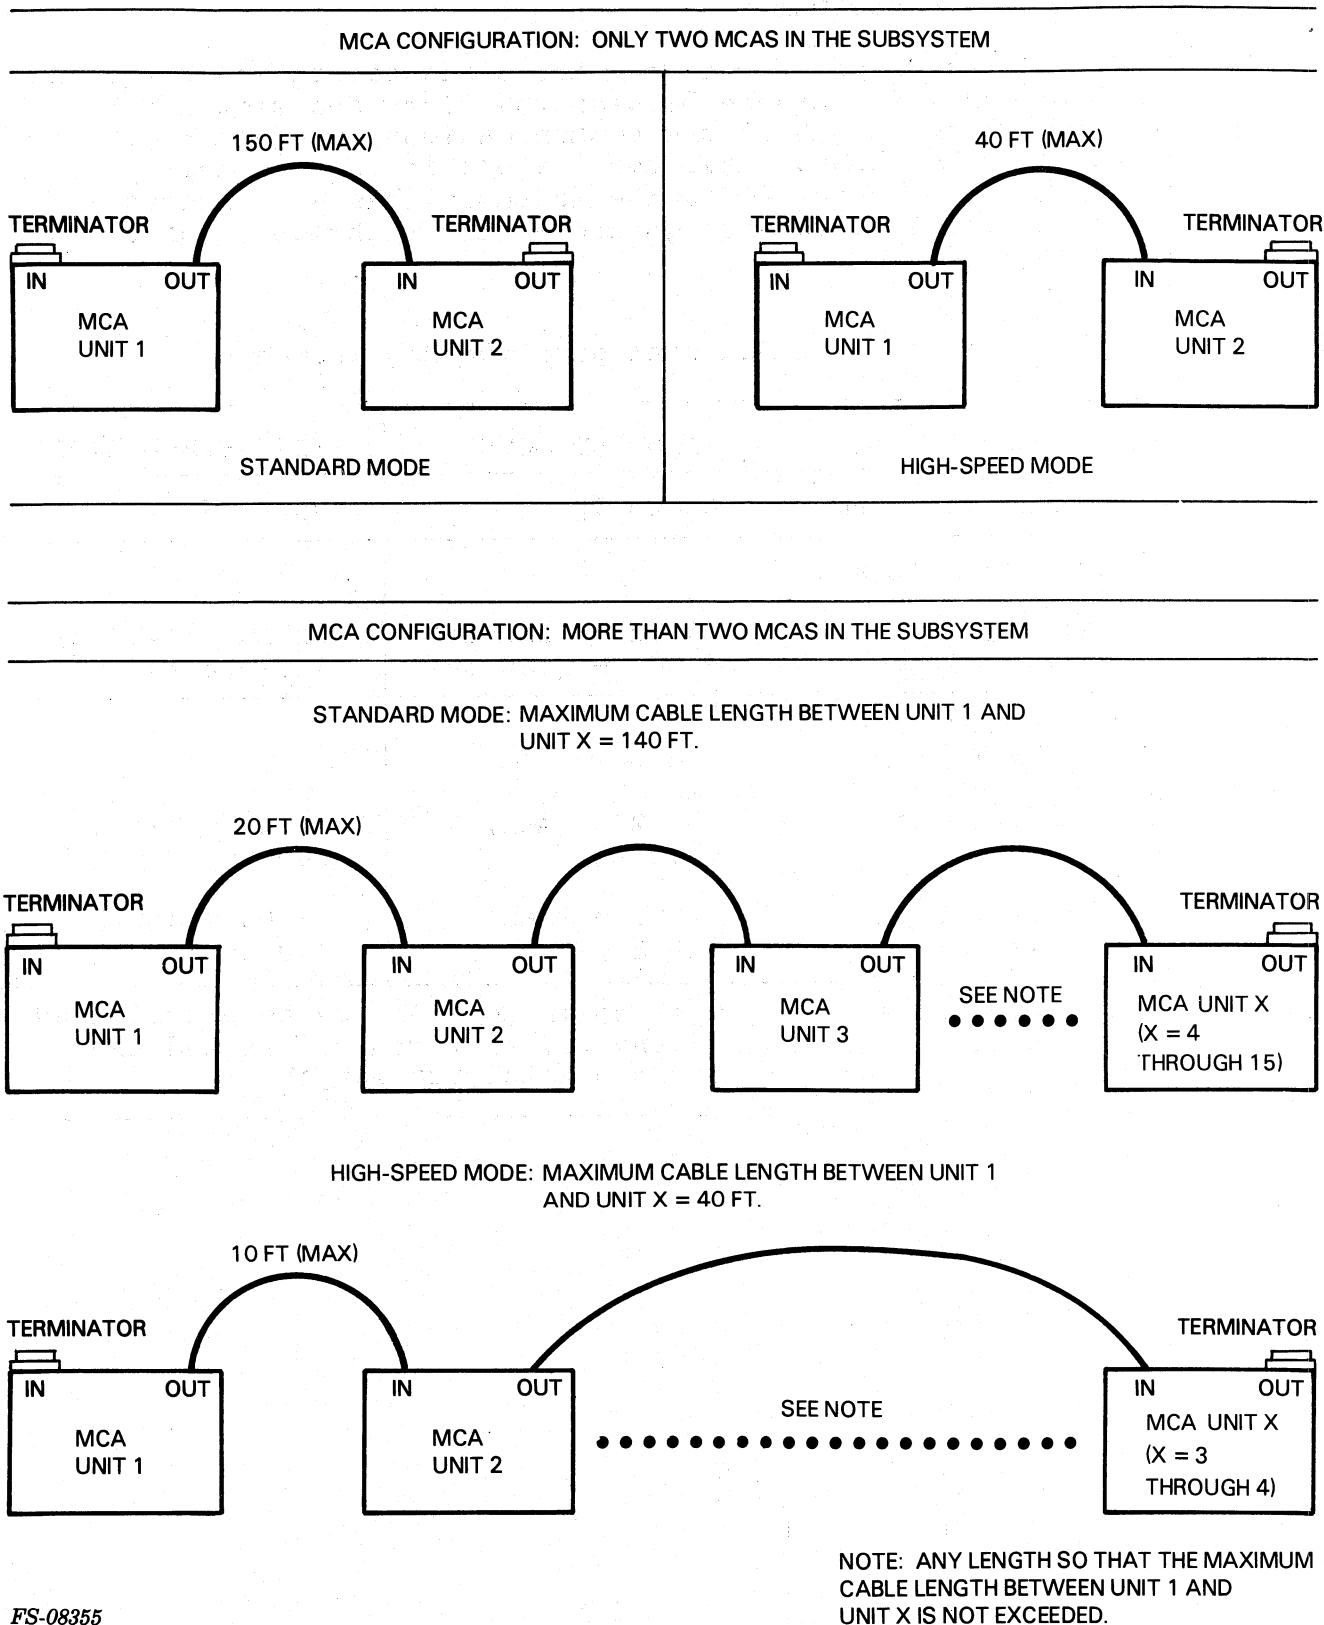 MCA CONFIGURATION: ONLY TWO MCAS IN THE SUBSYSTEM
150 FT (MAX)
40 FT (MAX)
TERMINATOR
TERMINATOR
TERMINATOR
TERMINATOR
IN
OUT
IN
OUT
IN
OUT
IN
OUT
MCA
UNIT 1
MCA
UNIT 2
MCA
UNIT 1
MCA
UNIT 2
STANDARD MODE
HIGH-SPEED MODE
MCA CONFIGURATION: MORE THAN TWO MCAS IN THE SUBSYSTEM
STANDARD MODE: MAXIMUM CABLE LENGTH BETWEEN UNIT 1 AND
UNIT X = 140 FT.
20 FT (MAX)
TERMINATOR
TERMINATOR
IN
OUT
IN
OUT
IN
OUT
IN
OUT
MCA
UNIT 1
MCA
UNIT 2
MCA
UNIT 3
SEE NOTE
MCA UNIT X
(X = 4
THROUGH 15)
HIGH-SPEED MODE: MAXIMUM CABLE LENGTH BETWEEN UNIT 1
AND UNIT X = 40 FT.
10 FT (MAX)
TERMINATOR
TERMINATOR
IN
OUT
IN
OUT
IN
OUT
MCA
UNIT 1
MCA
UNIT 2
SEE NOTE
MCA UNIT X
(X = 3
THROUGH 4)
NOTE: ANY LENGTH SO THAT THE MAXIMUM
CABLE LENGTH BETWEEN UNIT 1 AND
UNIT X IS NOT EXCEEDED.
FS-08355